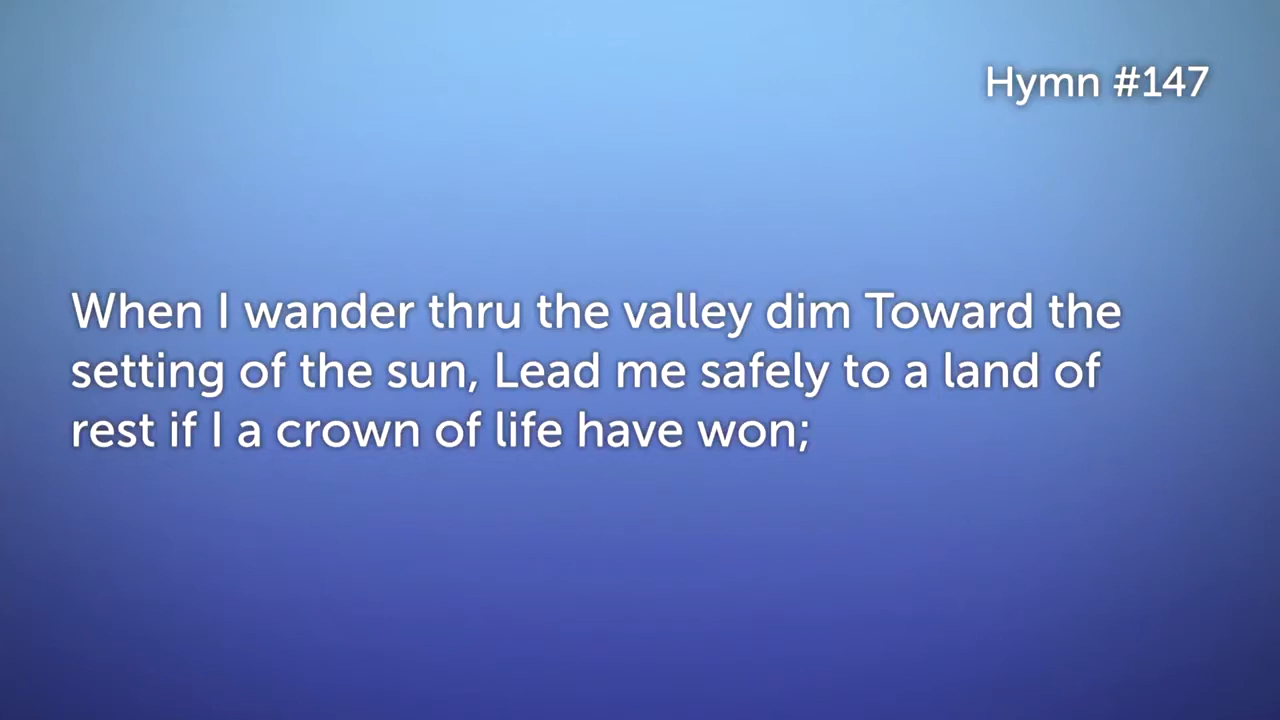 Hymn #147
When I wander thru the valley dim Toward the
setting of the sun, Lead me safely to a land of
rest if I a crown of life have won;